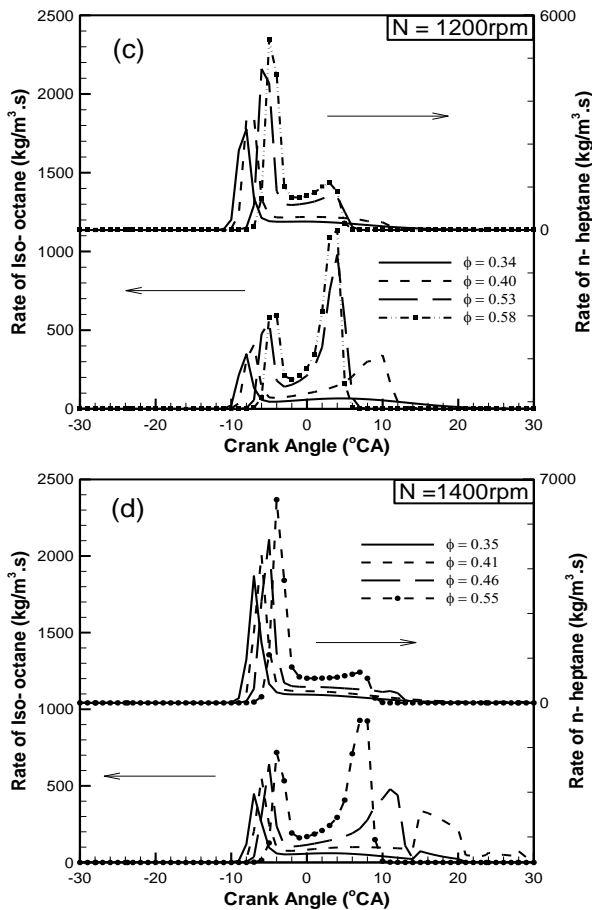 (c)
N = 1200rpm
Rate of Iso- octane (kg/m³.s)
Rate of n- heptane (kg/m³.s)
2500
2000
1500
1000
500
0
6000
0
ϕ = 0.34
ϕ = 0.40
ϕ = 0.53
ϕ = 0.58
-30 -20 -10 0 10 20 30
Crank Angle (°CA)
(d)
N =1400rpm
Rate of Iso- octane (kg/m³.s)
Rate of n- heptane (kg/m³.s)
2500
2000
1500
1000
500
0
7000
0
ϕ = 0.35
ϕ = 0.41
ϕ = 0.46
ϕ = 0.55
-30 -20 -10 0 10 20 30
Crank Angle (°CA)